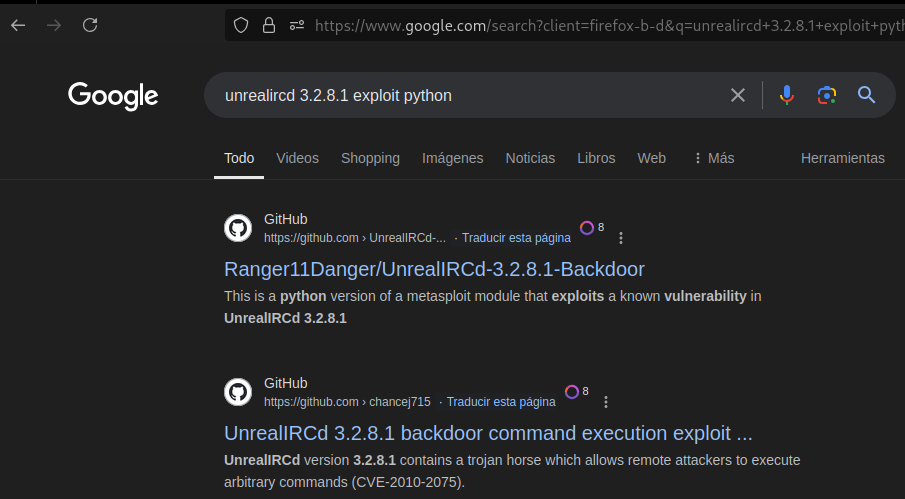 https://www.google.com/search?client=firefox-b-d&q=unrealircd+3.2.8.1+exploit+pyth
Google
unrealircd 3.2.8.1 exploit python
Todo Videos Shopping Imágenes Noticias Libros Web Más Herramientas
GitHub
https://github.com › UnrealIRCd-... · Traducir esta página 8
Ranger11Danger/UnrealIRCd-3.2.8.1-Backdoor
This is a python version of a metasploit module that exploits a known vulnerability in
UnrealIRCd 3.2.8.1
GitHub
https://github.com › chancej715 · Traducir esta página 8
UnrealIRCd 3.2.8.1 backdoor command execution exploit ...
UnrealIRCd version 3.2.8.1 contains a trojan horse which allows remote attackers to execute
arbitrary commands (CVE-2010-2075).